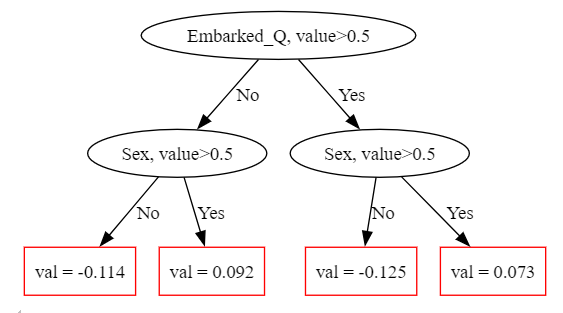 Embarked_Q, value>0.5
No
Yes
Sex, value>0.5
Sex, value>0.5
No
Yes
No
Yes
val = -0.114
val = 0.092
val = -0.125
val = 0.073